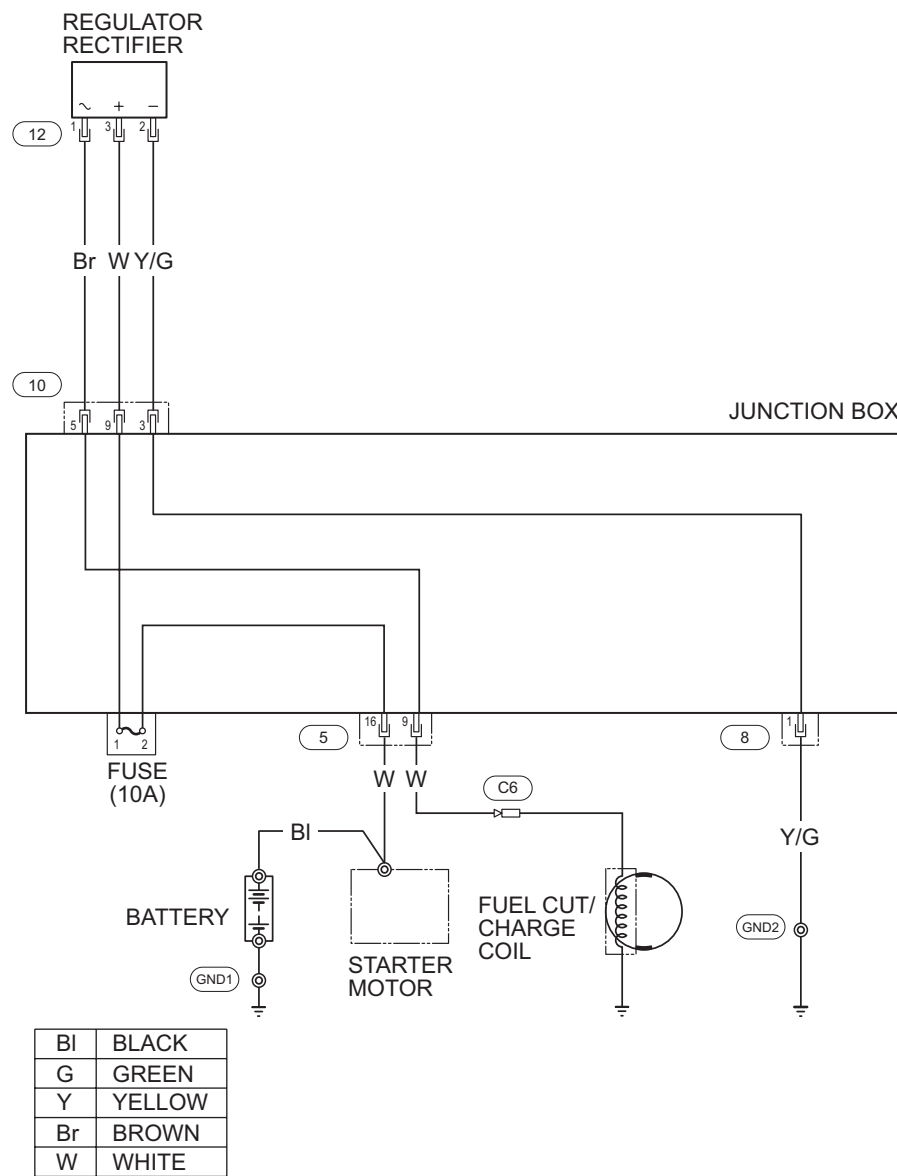 REGULATOR
RECTIFIER
~ + −
12
1 3 2
Br W Y/G
10
5 9 3
JUNCTION BOX
1 2
FUSE
(10A)
5
16 9
8
1
W W
C6
Bl
Y/G
BATTERY
FUEL CUT/
CHARGE
COIL
GND2
GND1
STARTER
MOTOR
Bl BLACK
G GREEN
Y YELLOW
Br BROWN
W WHITE